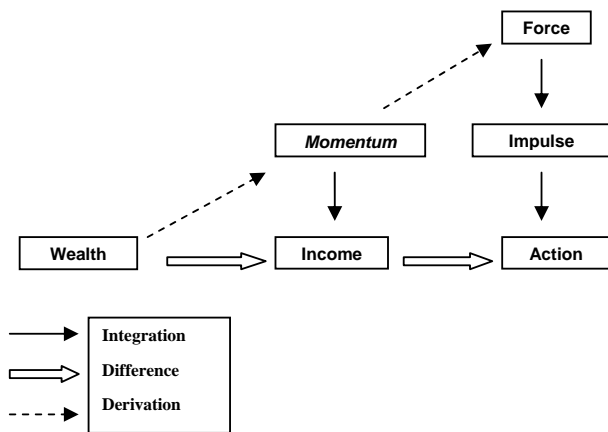 Force
Momentum
Impulse
Wealth
Income
Action
Integration
Difference
Derivation